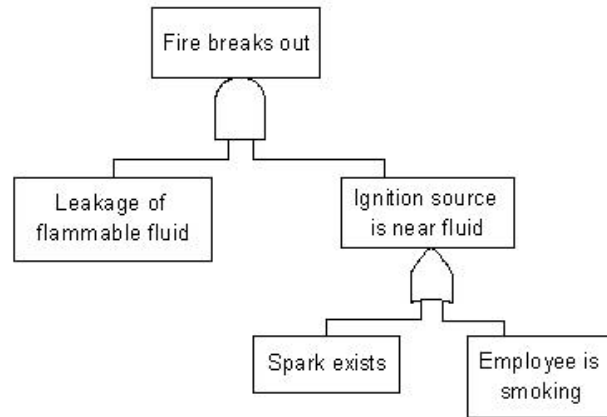 Fire breaks out
Leakage of
flammable fluid
Ignition source
is near fluid
Spark exists
Employee is
smoking